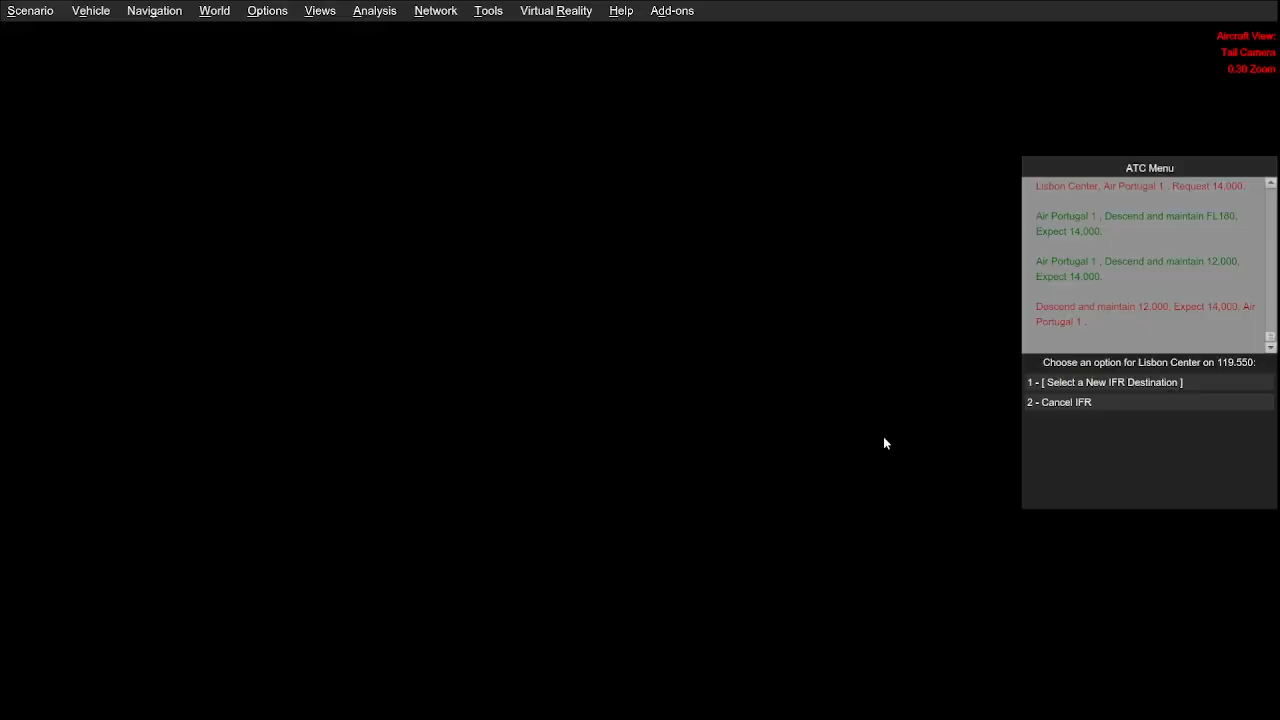 Scenario Vehicle Navigation World Options Views Analysis Network Tools Virtual Reality Help Add-ons
Aircraft View:
Tail Camera
0.30 Zoom
ATC Menu
Lisbon Center, Air Portugal 1 . Request 14,000.
Air Portugal 1 , Descend and maintain FL180,
Expect 14,000.
Air Portugal 1 , Descend and maintain 12,000,
Expect 14,000.
Descend and maintain 12,000, Expect 14,000. Air
Portugal 1 .
Choose an option for Lisbon Center on 119.550:
1 - [ Select a New IFR Destination ]
2 - Cancel IFR